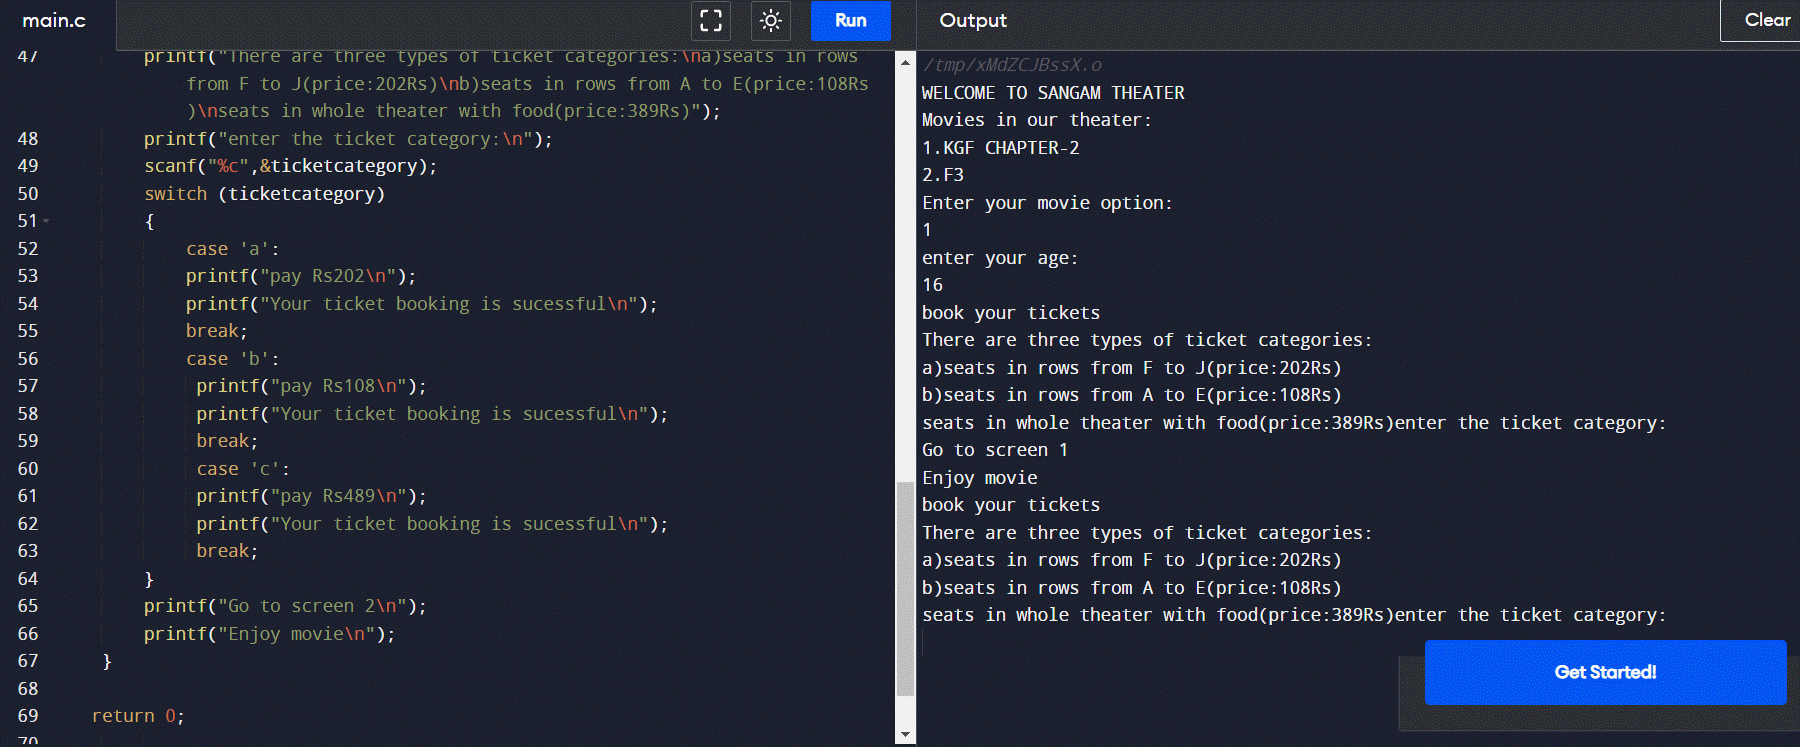 main.c
Run
Output
Clear
47 printf("There are three types of ticket categories:\na)seats in rows
from F to J(price:202Rs)\nb)seats in rows from A to E(price:108Rs
)\nseats in whole theater with food(price:389Rs)");
48 printf("enter the ticket category:\n");
49 scanf("%c",&ticketcategory);
50 switch (ticketcategory)
51 {
52 case 'a':
53 printf("pay Rs202\n");
54 printf("Your ticket booking is sucessful\n");
55 break;
56 case 'b':
57 printf("pay Rs108\n");
58 printf("Your ticket booking is sucessful\n");
59 break;
60 case 'c':
61 printf("pay Rs489\n");
62 printf("Your ticket booking is sucessful\n");
63 break;
64 }
65 printf("Go to screen 2\n");
66 printf("Enjoy movie\n");
67 }
68
69 return 0;
70
/tmp/xMdZCJBssX.o
WELCOME TO SANGAM THEATER
Movies in our theater:
1.KGF CHAPTER-2
2.F3
Enter your movie option:
1
enter your age:
16
book your tickets
There are three types of ticket categories:
a)seats in rows from F to J(price:202Rs)
b)seats in rows from A to E(price:108Rs)
seats in whole theater with food(price:389Rs)enter the ticket category:
Go to screen 1
Enjoy movie
book your tickets
There are three types of ticket categories:
a)seats in rows from F to J(price:202Rs)
b)seats in rows from A to E(price:108Rs)
seats in whole theater with food(price:389Rs)enter the ticket category:
Get Started!